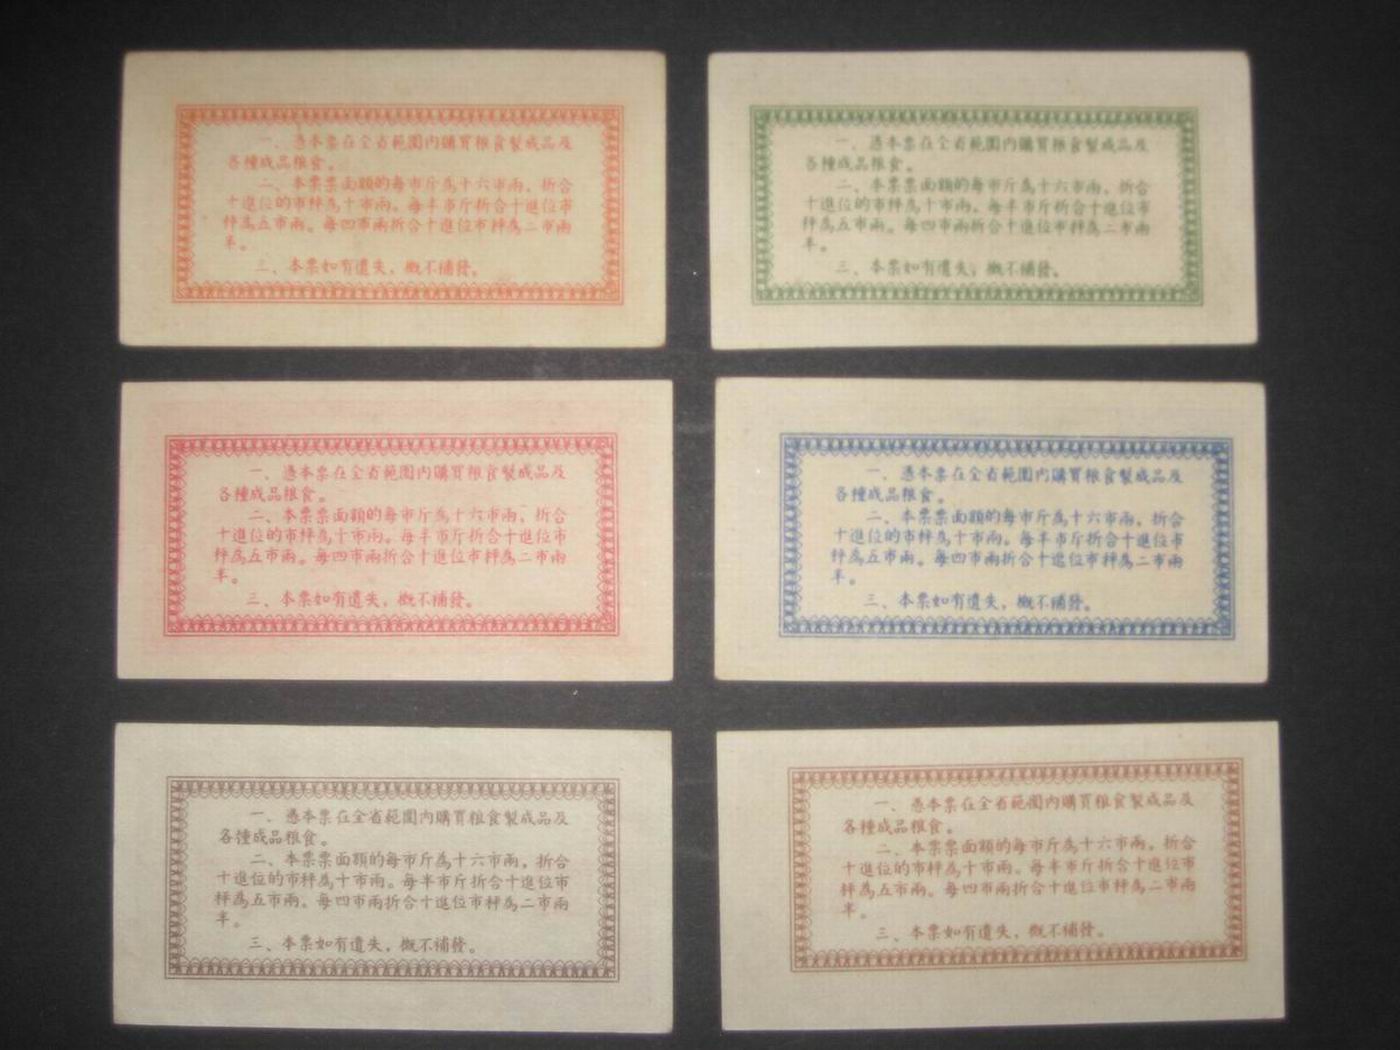 一、憑本票在全省範圍内購買粮食製成品及
各種成品粮食。
二、本票票面額的每市斤為十六市兩，折合
十進位的市秤為十市兩。每半市斤折合十進位市
秤為五市兩。每四市兩折合十進位市秤為二市兩
半。
三、本票如有遺失，概不補發。
一、憑本票在全省範圍内購買粮食製成品及
各種成品粮食。
二、本票票面額的每市斤為十六市兩，折合
十進位的市秤為十市兩。每半市斤折合十進位市
秤為五市兩。每四市兩折合十進位市秤為二市兩
半。
三、本票如有遺失，概不補發。
一、憑本票在全省範圍内購買粮食製成品及
各種成品粮食。
二、本票票面額的每市斤為十六市兩，折合
十進位的市秤為十市兩。每半市斤折合十進位市
秤為五市兩。每四市兩折合十進位市秤為二市兩
半。
三、本票如有遺失，概不補發。
一、憑本票在全省範圍内購買粮食製成品及
各種成品粮食。
二、本票票面額的每市斤為十六市兩，折合
十進位的市秤為十市兩。每半市斤折合十進位市
秤為五市兩。每四市兩折合十進位市秤為二市兩
半。
三、本票如有遺失，概不補發。
一、憑本票在全省範圍内購買粮食製成品及
各種成品粮食。
二、本票票面額的每市斤為十六市兩，折合
十進位的市秤為十市兩。每半市斤折合十進位市
秤為五市兩。每四市兩折合十進位市秤為二市兩
半。
三、本票如有遺失，概不補發。
一、憑本票在全省範圍内購買粮食製成品及
各種成品粮食。
二、本票票面額的每市斤為十六市兩，折合
十進位的市秤為十市兩。每半市斤折合十進位市
秤為五市兩。每四市兩折合十進位市秤為二市兩
半。
三、本票如有遺失，概不補發。